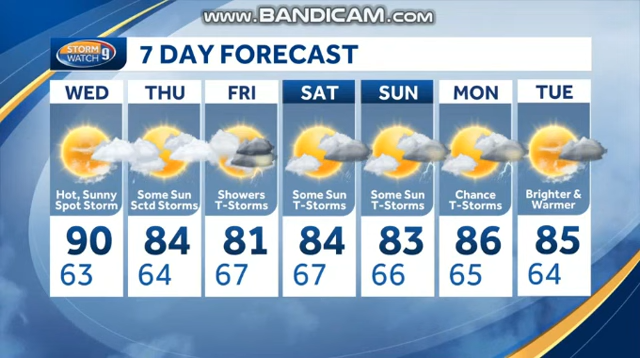 www.BANDICAM.com
STORM
WATCH 9
7 DAY FORECAST
WED THU FRI SAT SUN MON TUE
Hot, Sunny
Spot Storm
Some Sun
Sctd Storms
Showers
T-Storms
Some Sun
T-Storms
Some Sun
T-Storms
Chance
T-Storms
Brighter &
Warmer
90 84 81 84 83 86 85
63 64 67 67 66 65 64